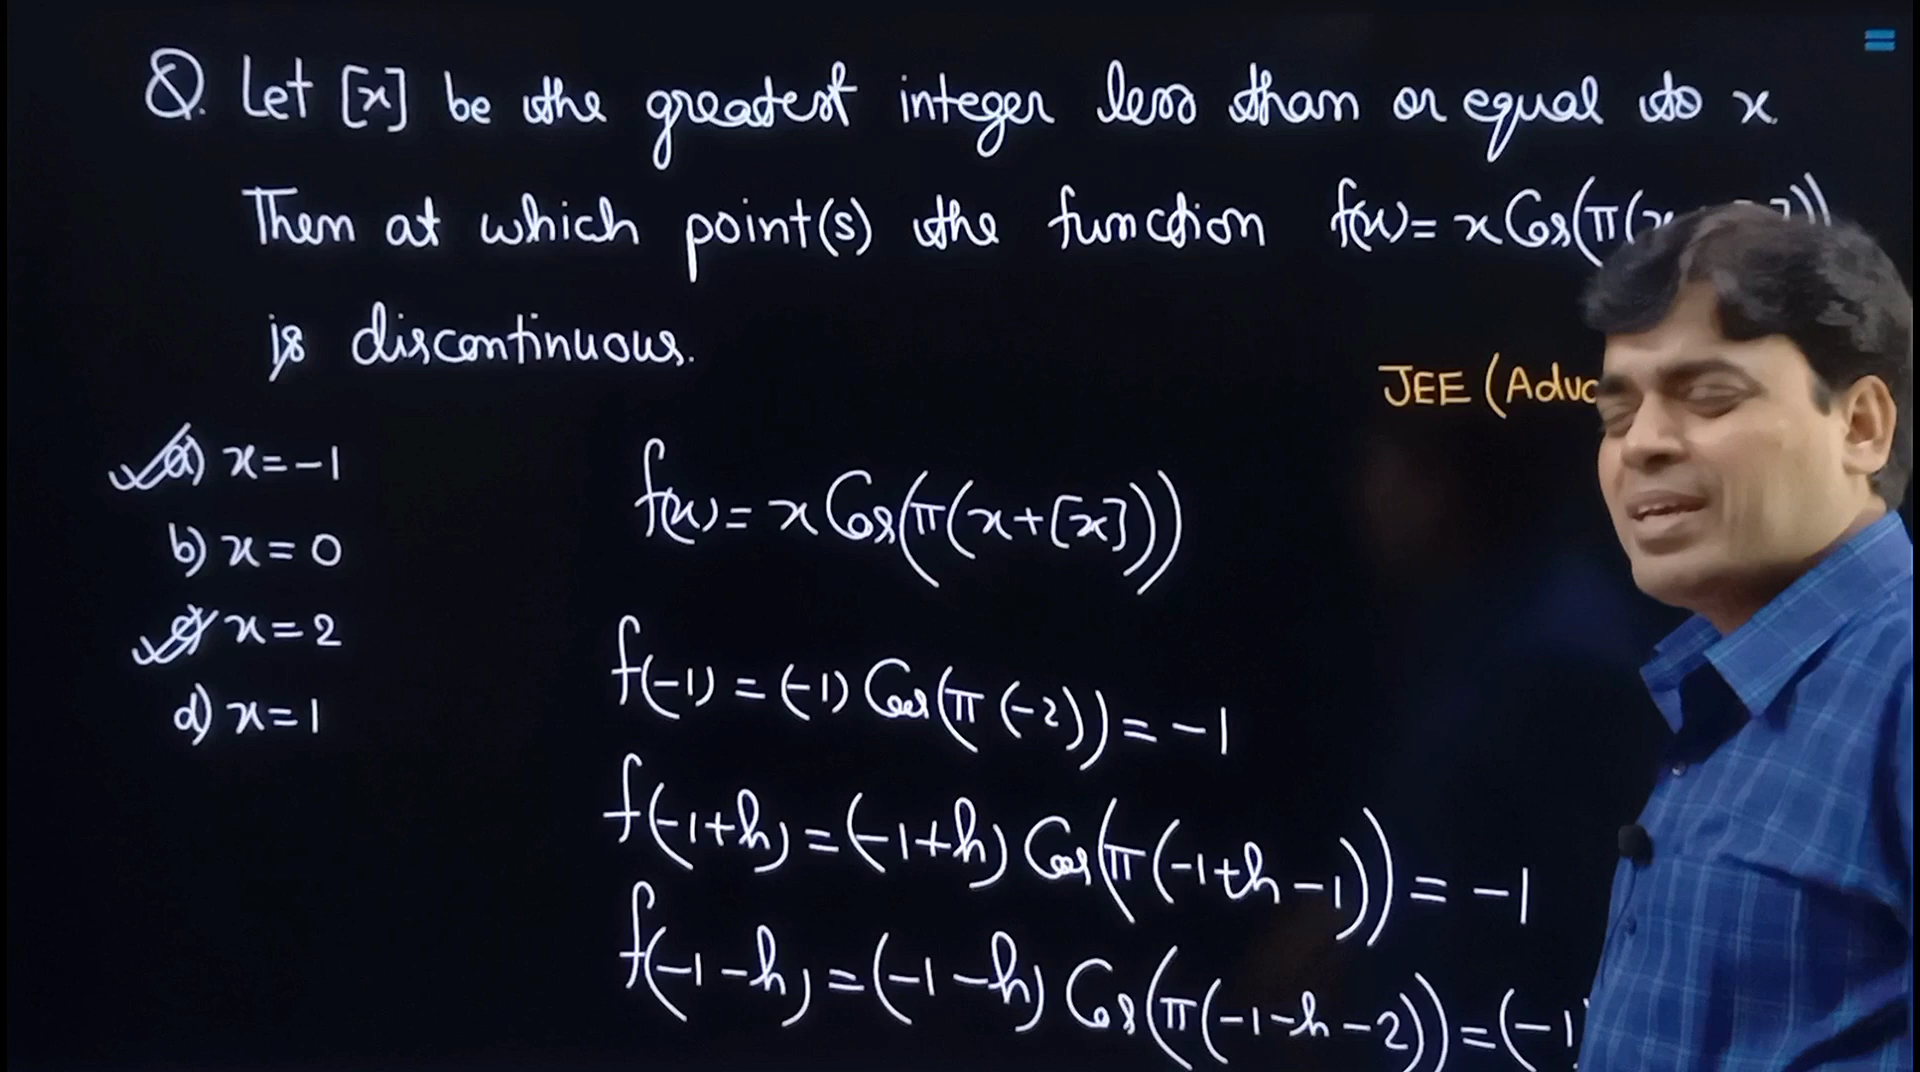 Q. Let [x] be the greatest integer less than or equal to x.
Then at which point(s) the function f(x) = x Cos(π(x
is discontinuous.
JEE (Adv
a) x = -1
b) x = 0
c) x = 2
d) x = 1
f(x) = x Cos(π(x+[x]))
f(-1) = (-1) Cos(π(-2)) = -1
f(-1+h) = (-1+h) Cos(π(-1+h-1)) = -1
f(-1-h) = (-1-h) Cos(π(-1-h-2)) = (-1